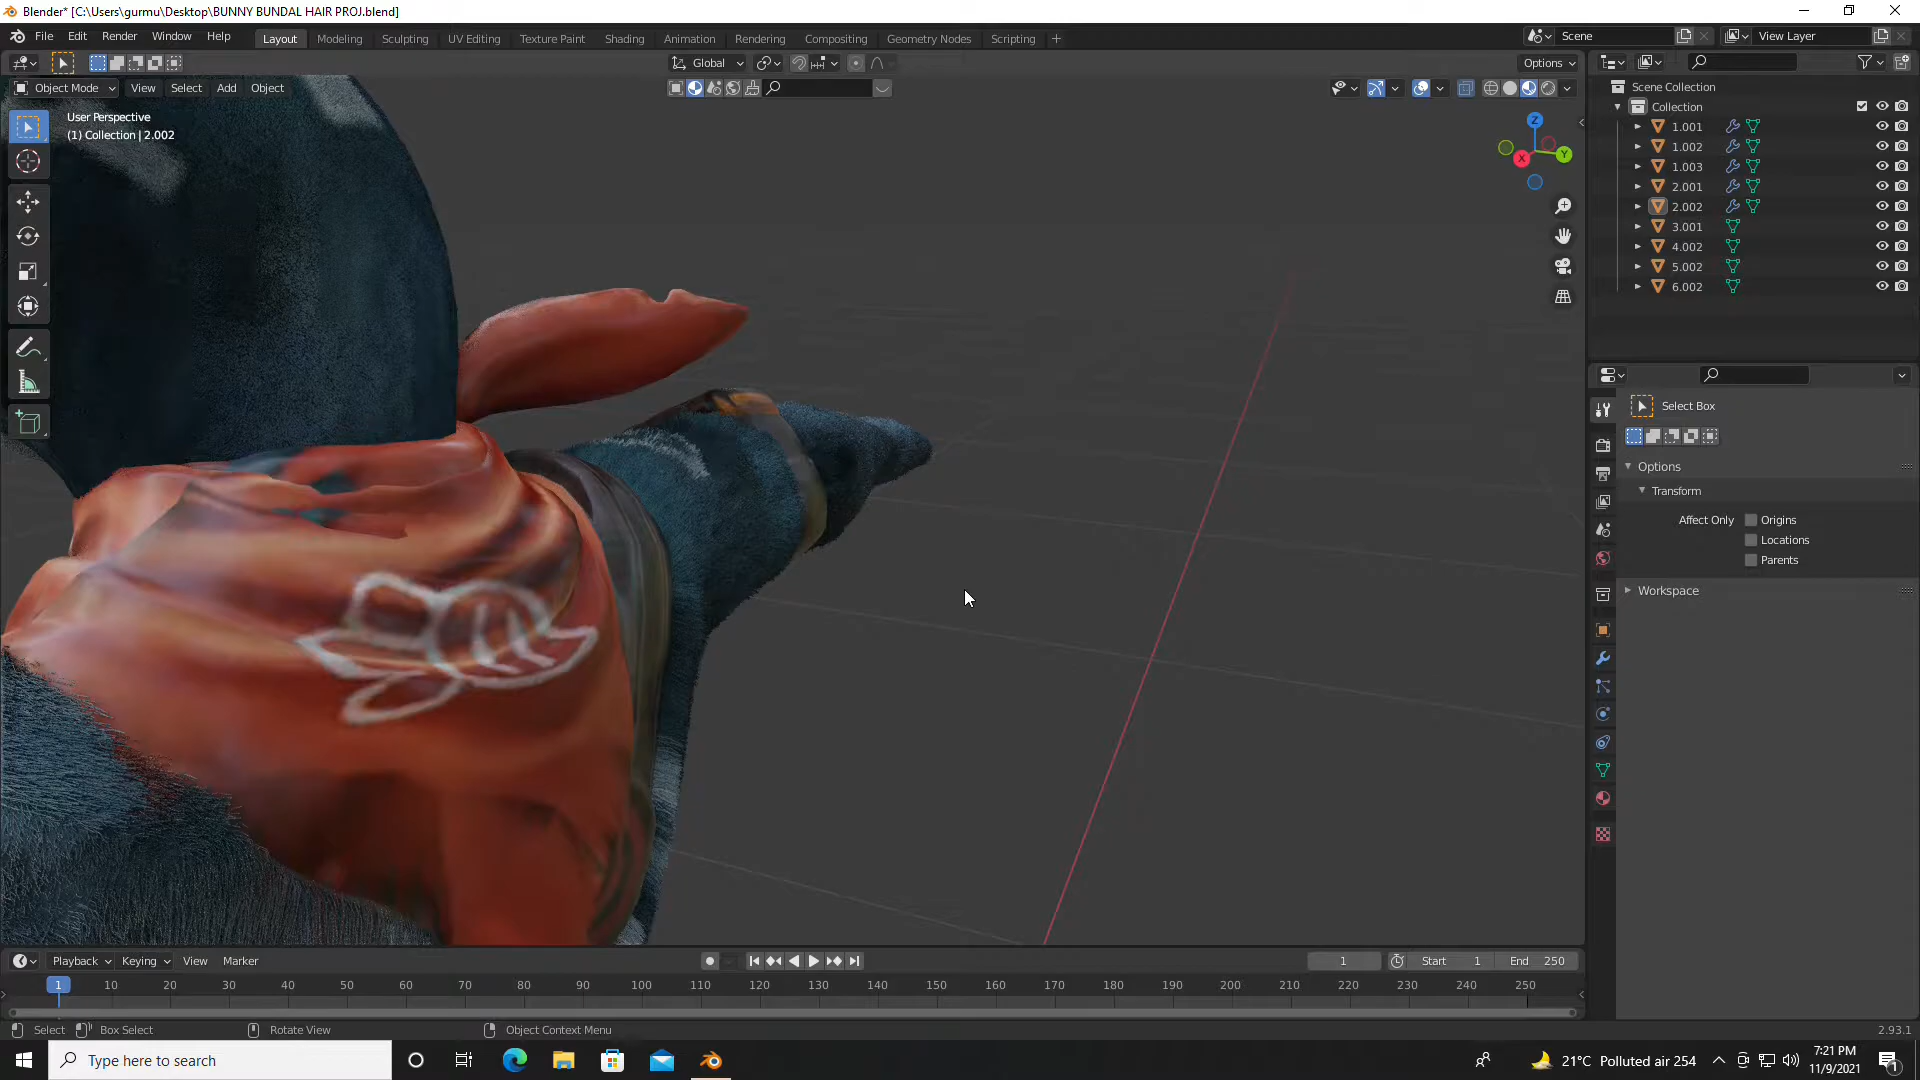 Blender* [C:\Users\gurmu\Desktop\BUNNY BUNDAL HAIR PROJ.blend]
File Edit Render Window Help
Layout Modeling Sculpting UV Editing Texture Paint Shading Animation Rendering Compositing Geometry Nodes Scripting +
Scene
View Layer
Global
Options
Object Mode View Select Add Object
User Perspective
(1) Collection | 2.002
Z
Y
X
Scene Collection
Collection
1.001
1.002
1.003
2.001
2.002
3.001
4.002
5.002
6.002
Select Box
Options
Transform
Affect Only Origins
Locations
Parents
Workspace
Playback Keying View Marker
1 Start 1 End 250
1 10 20 30 40 50 60 70 80 90 100 110 120 130 140 150 160 170 180 190 200 210 220 230 240 250
Select Box Select Rotate View Object Context Menu
2.93.1
Type here to search
21°C Polluted air 254
7:21 PM
11/9/2021
1